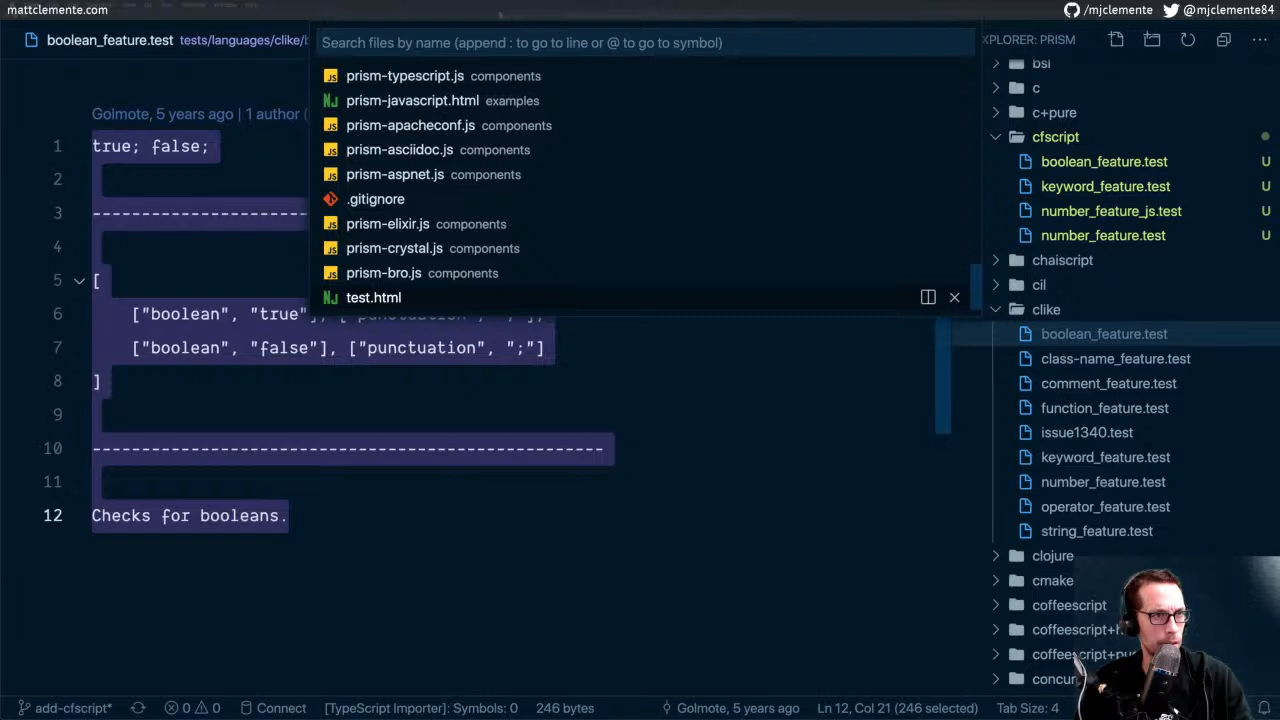 mattclemente.com
/mjclemente @mjclemente84
boolean_feature.test tests/languages/clike/
Search files by name (append : to go to line or @ to go to symbol)
prism-typescript.js components
prism-javascript.html examples
prism-apacheconf.js components
prism-asciidoc.js components
prism-aspnet.js components
.gitignore
prism-elixir.js components
prism-crystal.js components
prism-bro.js components
test.html
Golmote, 5 years ago | 1 author (
1 true; false;
2
3 ----------------------
4
5 [
6 ["boolean", "true"], ["punctuation", ";"],
7 ["boolean", "false"], ["punctuation", ";"]
8 ]
9
10 -----------------------------------------------------
11
12 Checks for booleans.
XPLORER: PRISM
bsl
c
c+pure
cfscript
boolean_feature.test U
keyword_feature.test U
number_feature_js.test U
number_feature.test U
chaiscript
cil
clike
boolean_feature.test
class-name_feature.test
comment_feature.test
function_feature.test
issue1340.test
keyword_feature.test
number_feature.test
operator_feature.test
string_feature.test
clojure
cmake
coffeescript
add-cfscript* 0 0 Connect [TypeScript Importer]: Symbols: 0 246 bytes Golmote, 5 years ago Ln 12, Col 21 (246 selected) Tab Size: 4